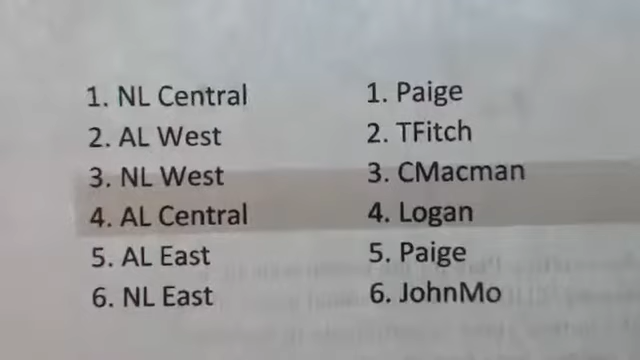 1. NL Central 1. Paige
2. AL West 2. TFitch
3. NL West 3. CMacman
4. AL Central 4. Logan
5. AL East 5. Paige
6. NL East 6. JohnMo